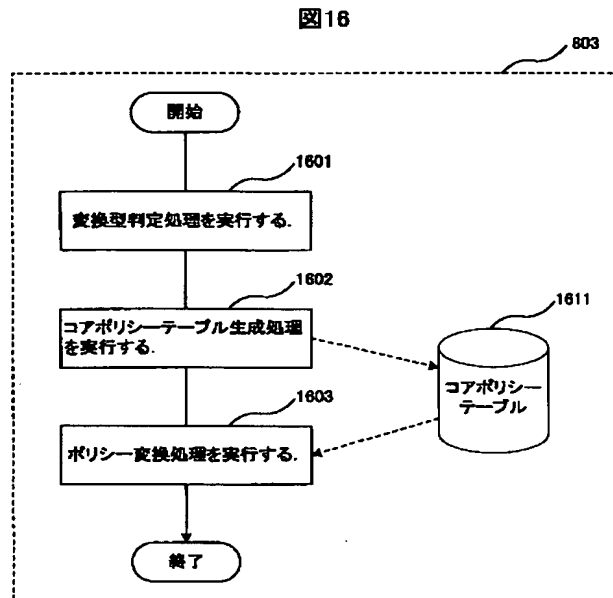 図16
803
開始
1601
変換型判定処理を実行する.
1602
コアポリシーテーブル生成処理
を実行する.
1611
コアポリシー
テーブル
1603
ポリシー変換処理を実行する.
終了